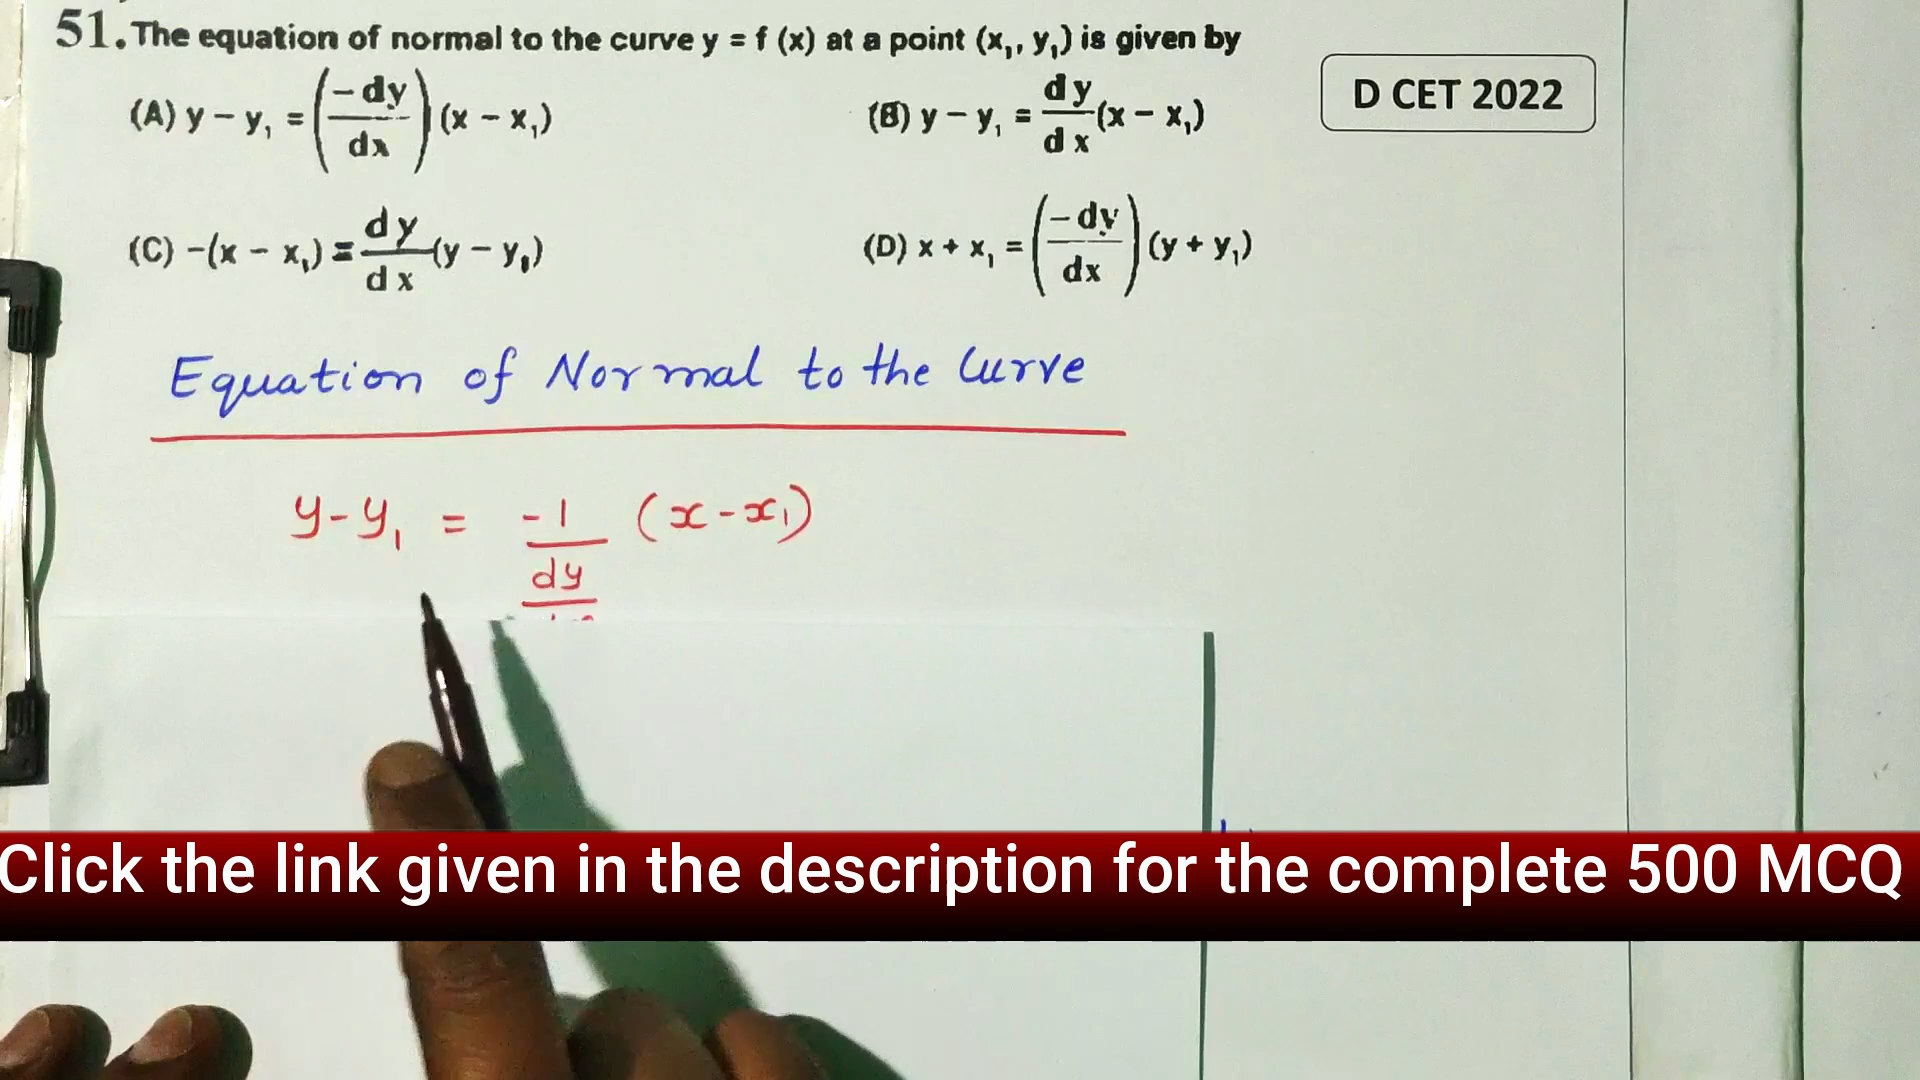 51. The equation of normal to the curve y = f (x) at a point (x₁, y₁) is given by
D CET 2022
(A) y – y₁ = (–dy/dx) (x – x₁)
(B) y – y₁ = dy/dx (x – x₁)
(C) –(x – x₁) = dy/dx (y – y₁)
(D) x + x₁ = (–dy/dx) (y + y₁)
Equation of Normal to the Curve
y-y₁ = -1/dy (x-x₁)
Click the link given in the description for the complete 500 MCQ